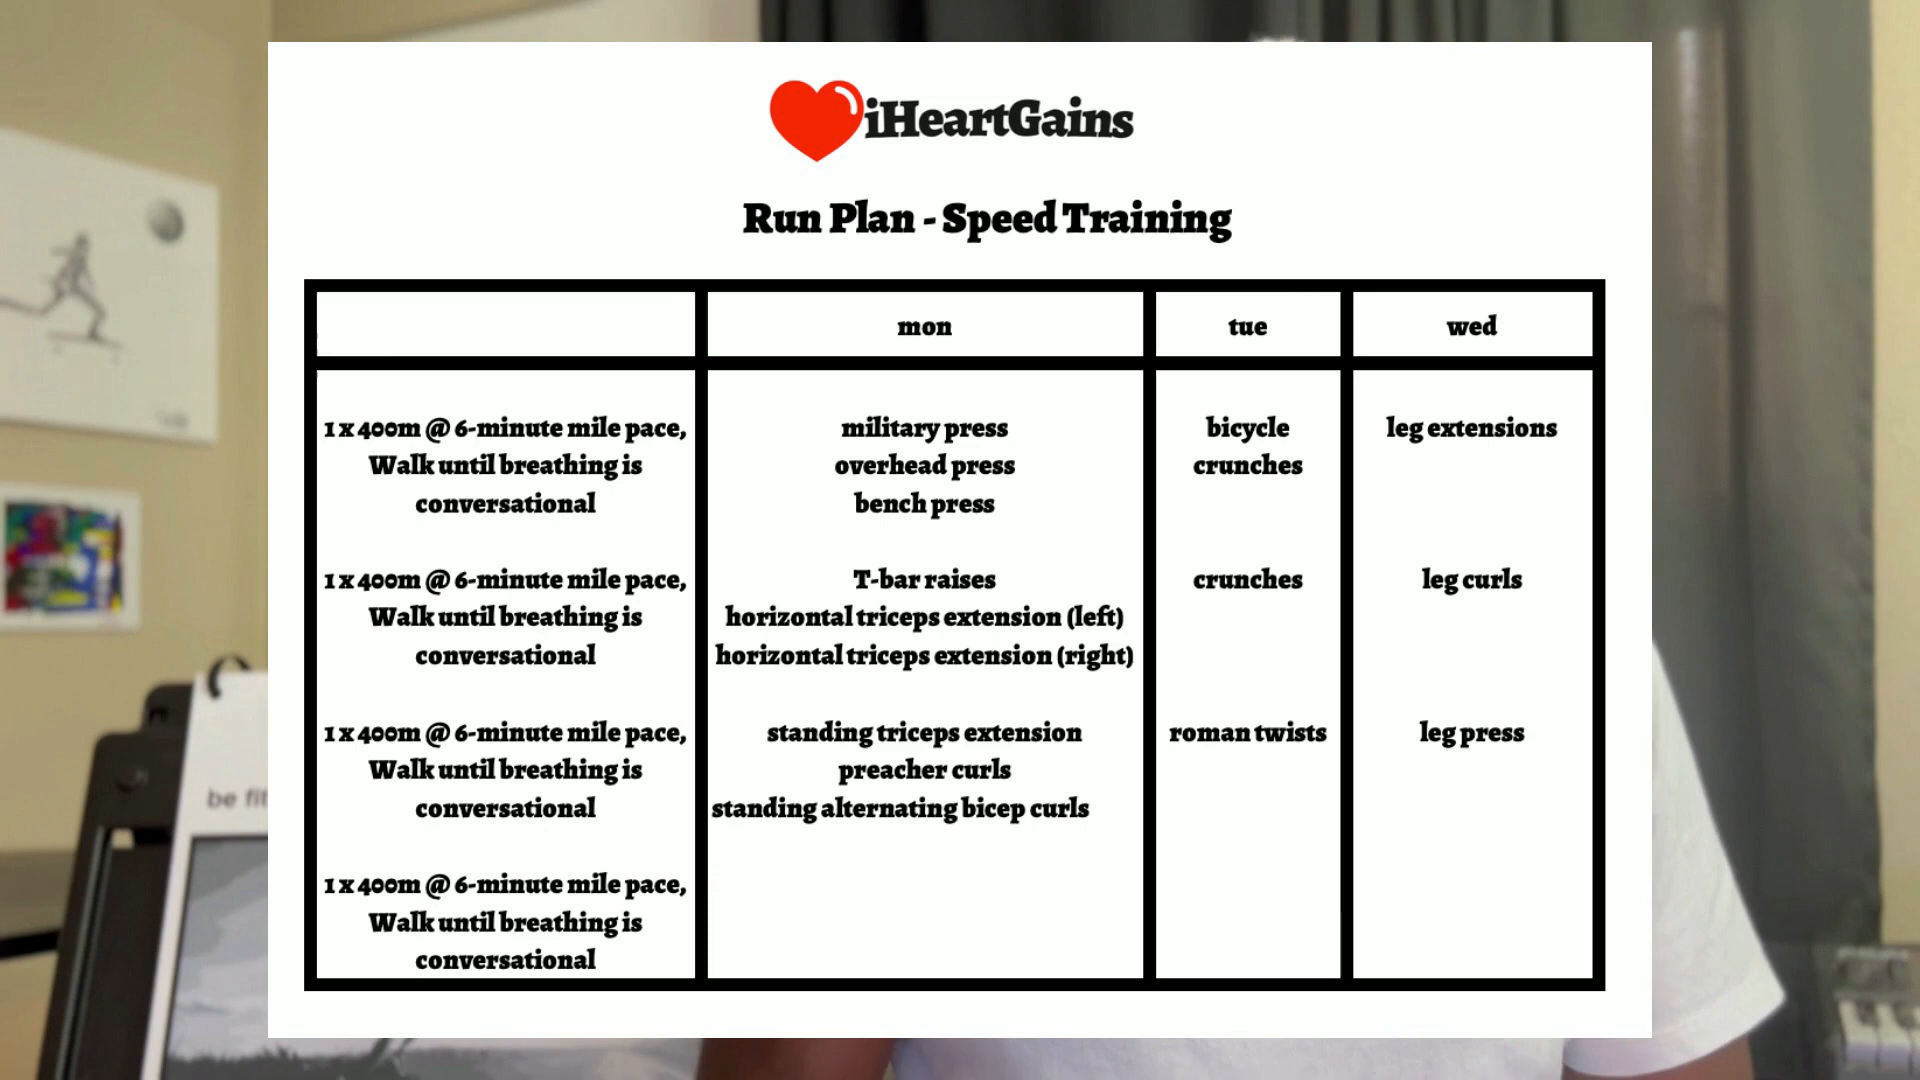 iHeartGains
Run Plan - Speed Training
mon
tue
wed
1 x 400m @ 6-minute mile pace,
Walk until breathing is
conversational
military press
overhead press
bench press
bicycle
crunches
leg extensions
1 x 400m @ 6-minute mile pace,
Walk until breathing is
conversational
T-bar raises
horizontal triceps extension (left)
horizontal triceps extension (right)
crunches
leg curls
1 x 400m @ 6-minute mile pace,
Walk until breathing is
conversational
standing triceps extension
preacher curls
standing alternating bicep curls
roman twists
leg press
1 x 400m @ 6-minute mile pace,
Walk until breathing is
conversational
be fit